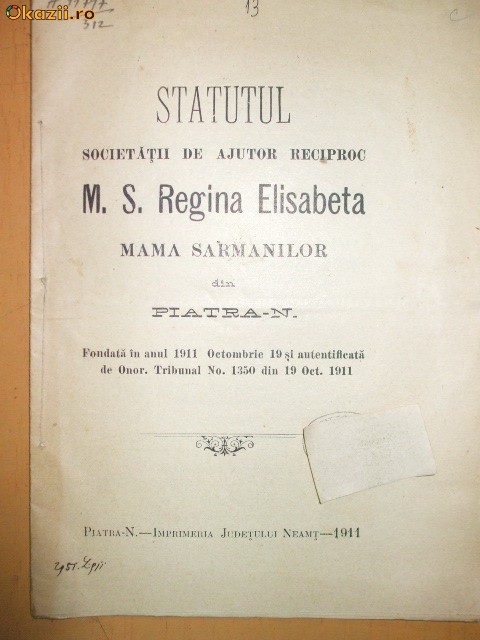 Okazii.ro
312
13
C
STATUTUL
SOCIETĂȚII DE AJUTOR RECIPROC
M. S. Regina Elisabeta
MAMA SARMANILOR
din
PIATRA-N.
Fondată în anul 1911 Octombrie 19 și autentificată
de Onor. Tribunal No. 1350 din 19 Oct. 1911
PIATRA-N.—IMPRIMERIA JUDEȚULUI NEAMȚ—1911